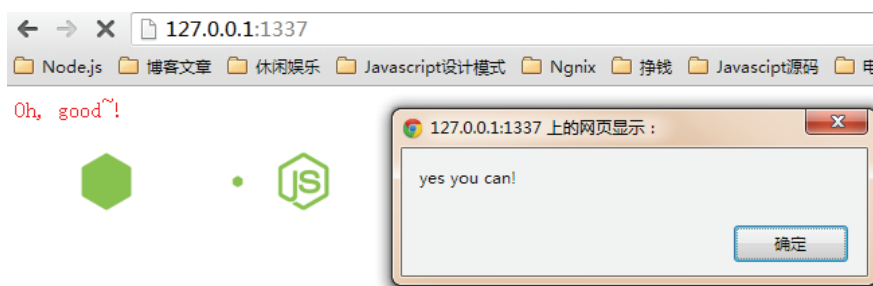 127.0.0.1:1337
Node.js 博客文章 休闲娱乐 Javascript设计模式 Ngnix 挣钱 Javascipt源码 电
Oh, good~!
127.0.0.1:1337 上的网页显示：
yes you can!
JS
确定